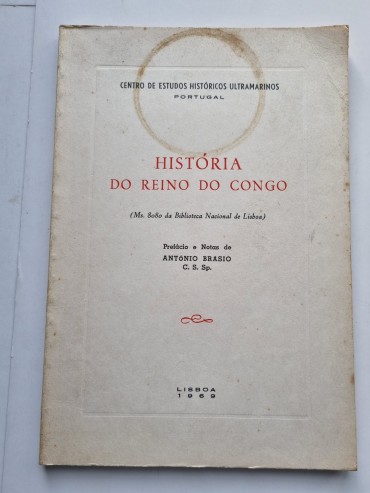 CENTRO DE ESTUDOS HISTÓRICOS ULTRAMARINOS
PORTUGAL
HISTÓRIA
DO REINO DO CONGO
(Ms. 8080 da Biblioteca Nacional de Lisboa)
Prefácio e Notas de
ANTÓNIO BRÁSIO
C. S. Sp.
LISBOA
1969